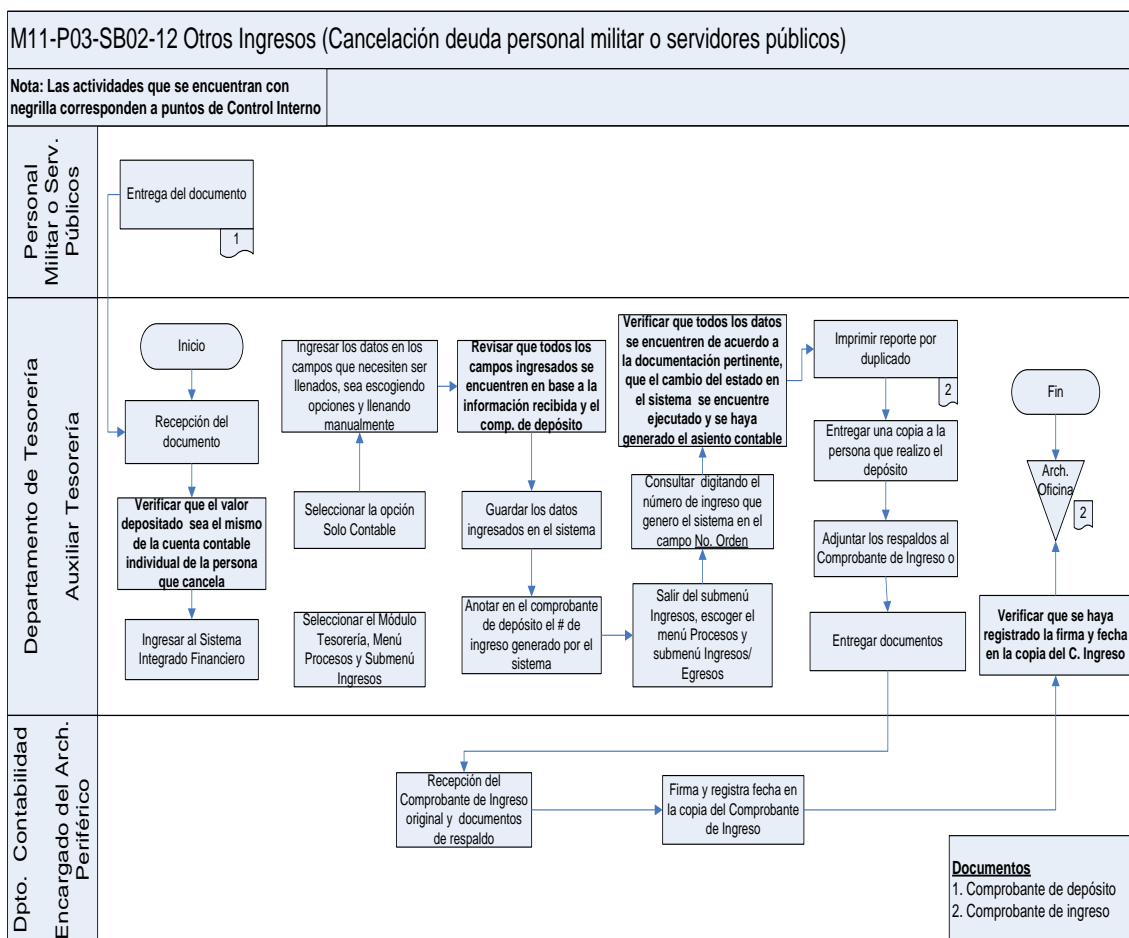 M11-P03-SB02-12 Otros Ingresos (Cancelación deuda personal militar o servidores públicos)
Nota: Las actividades que se encuentran con
negrilla corresponden a puntos de Control Interno
Personal
Militar o Serv.
Públicos
Entrega del documento
1
Departamento de Tesorería
Auxiliar Tesorería
Inicio
Recepción del
documento
Verificar que el valor
depositado sea el mismo
de la cuenta contable
individual de la persona
que cancela
Ingresar al Sistema
Integrado Financiero
Ingresar los datos en los
campos que necesiten ser
llenados, sea escogiendo
opciones y llenando
manualmente
Seleccionar la opción
Solo Contable
Seleccionar el Módulo
Tesorería, Menú
Procesos y Submenú
Ingresos
Revisar que todos los
campos ingresados se
encuentren en base a la
información recibida y el
comp. de depósito
Guardar los datos
ingresados en el sistema
Anotar en el comprobante
de depósito el # de
ingreso generado por el
sistema
Verificar que todos los datos
se encuentren de acuerdo a
la documentación pertinente,
que el cambio del estado en
el sistema se encuentre
ejecutado y se haya
generado el asiento contable
Consultar digitando el
número de ingreso que
genero el sistema en el
campo No. Orden
Salir del submenú
Ingresos, escoger el
menú Procesos y
submenú Ingresos/
Egresos
Imprimir reporte por
duplicado
2
Entregar una copia a la
persona que realizo el
depósito
Adjuntar los respaldos al
Comprobante de Ingreso o
Entregar documentos
Fin
Arch.
Oficina
2
Verificar que se haya
registrado la firma y fecha
en la copia del C. Ingreso
Dpto. Contabilidad
Encargado del Arch.
Periférico
Recepción del
Comprobante de Ingreso
original y documentos
de respaldo
Firma y registra fecha en
la copia del Comprobante
de Ingreso
Documentos
1. Comprobante de depósito
2. Comprobante de ingreso